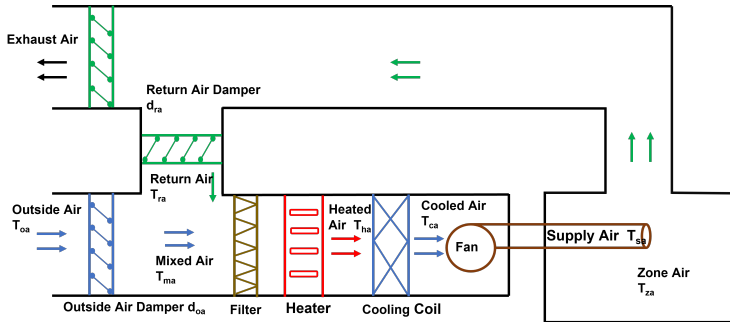 Exhaust Air
Return Air Damper
dra
Return Air
Tra
Outside Air
Toa
Mixed Air
Tma
Heated
Air Tha
Cooled Air
Tca
Fan
Supply Air Tsa
Zone Air
Tza
Outside Air Damper doa
Filter
Heater
Cooling Coil